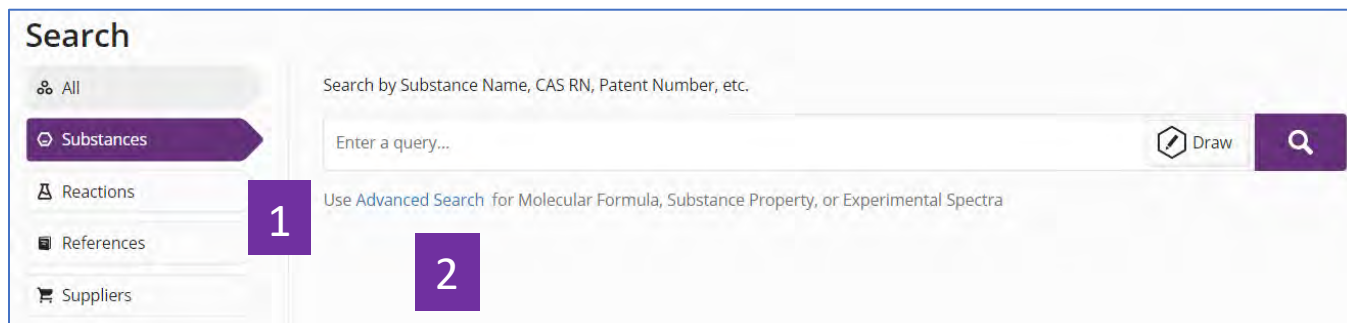 Search
All
Substances
Reactions
References
Suppliers
Search by Substance Name, CAS RN, Patent Number, etc.
Enter a query...
Draw
Use Advanced Search for Molecular Formula, Substance Property, or Experimental Spectra
1
2